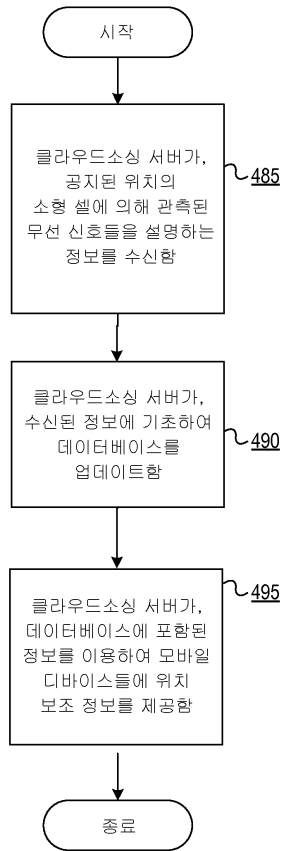 시작
클라우드소싱 서버가,
공지된 위치의
소형 셀에 의해 관측된
무선 신호들을 설명하는
정보를 수신함
485
클라우드소싱 서버가,
수신된 정보에 기초하여
데이터베이스를
업데이트함
490
클라우드소싱 서버가,
데이터베이스에 포함된
정보를 이용하여 모바일
디바이스들에 위치
보조 정보를 제공함
495
종료